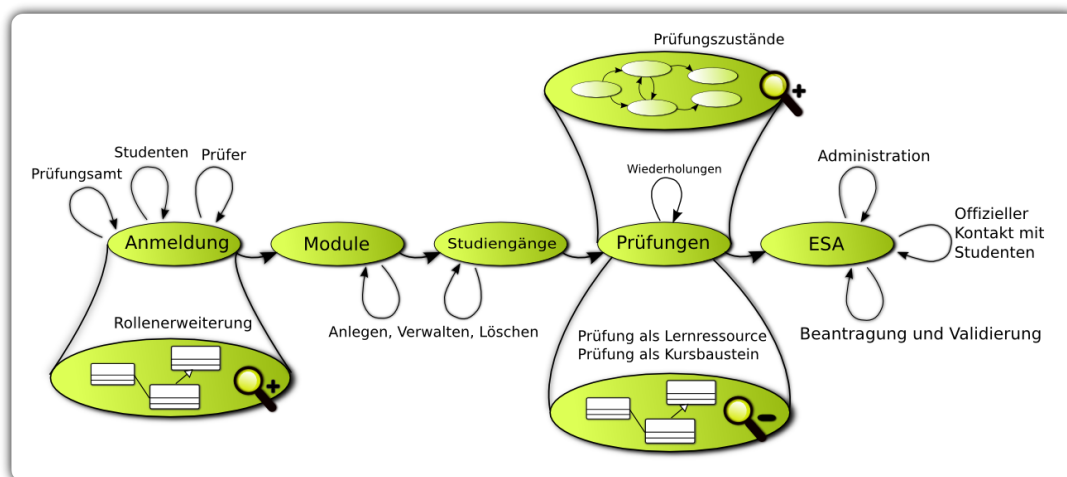 Prüfungszustände
Studenten
Prüfer
Prüfungsamt
Wiederholungen
Administration
Offizieller
Kontakt mit
Studenten
Anmeldung
Module
Studiengänge
Prüfungen
ESA
Rollenerweiterung
Anlegen, Verwalten, Löschen
Prüfung als Lernressource
Prüfung als Kursbaustein
Beantragung und Validierung